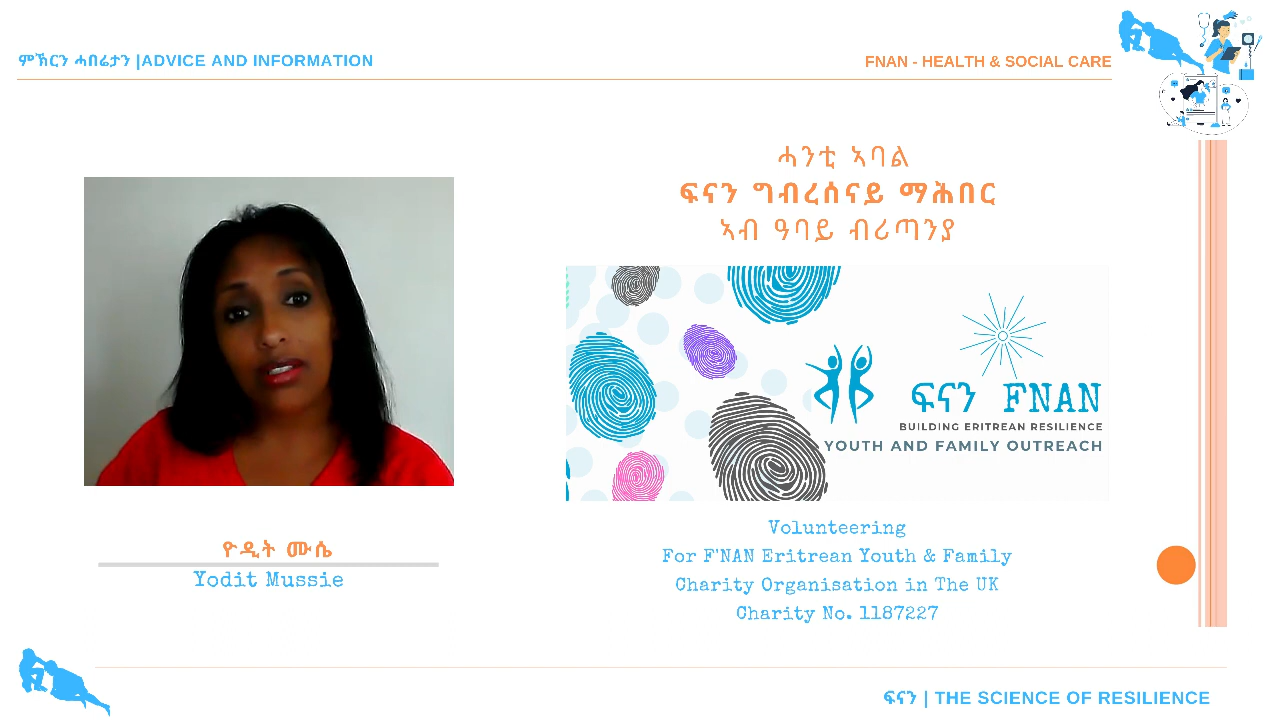 ምኽርን ሓበሬታን |ADVICE AND INFORMATION
FNAN - HEALTH & SOCIAL CARE
ሓንቲ ኣባል
ፍናን ግብረሰናይ ማሕበር
ኣብ ዓባይ ብሪጣንያ
ፍናን FNAN
BUILDING ERITREAN RESILIENCE
YOUTH AND FAMILY OUTREACH
ዮዲት ሙሴ
Yodit Mussie
Volunteering
For F'NAN Eritrean Youth & Family
Charity Organisation in The UK
Charity No. 1187227
ፍናን | THE SCIENCE OF RESILIENCE